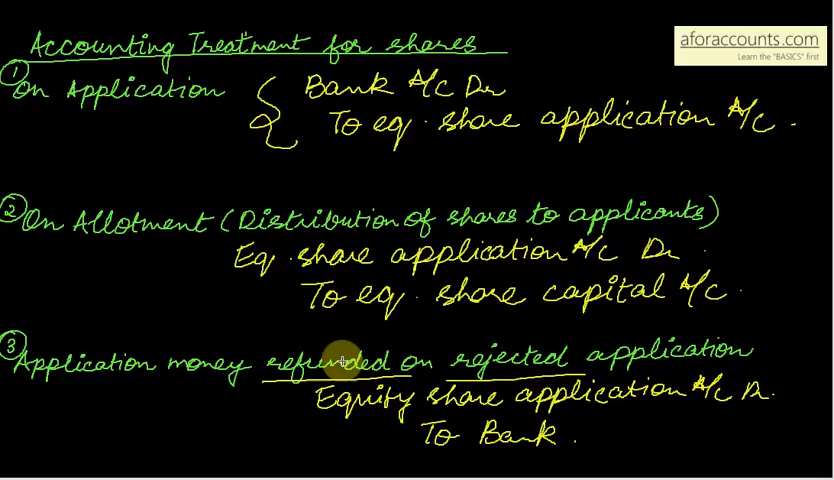 Accounting Treatment for shares
aforaccounts.com
Learn the "BASICS" first
① On Application { Bank A/C Dr
To eq. share application A/C.
② On Allotment (Distribution of shares to applicants)
Eq. share application A/C Dr.
To eq. share capital A/C.
③ Application money refunded on rejected application
Equity share application A/C D.
To Bank.